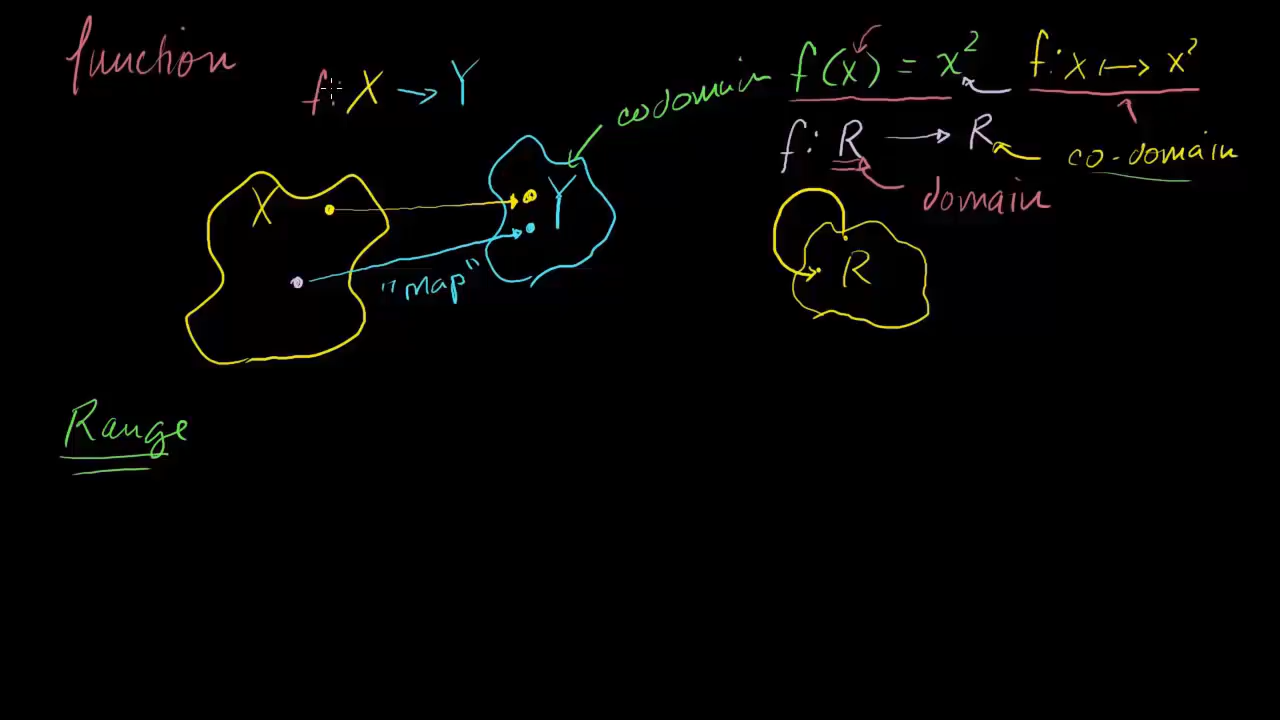 function
f: X → Y
codomain
f(x) = x²
f: x ↦ x²
f: R → R
co-domain
domain
X
Y
"map"
R
Range